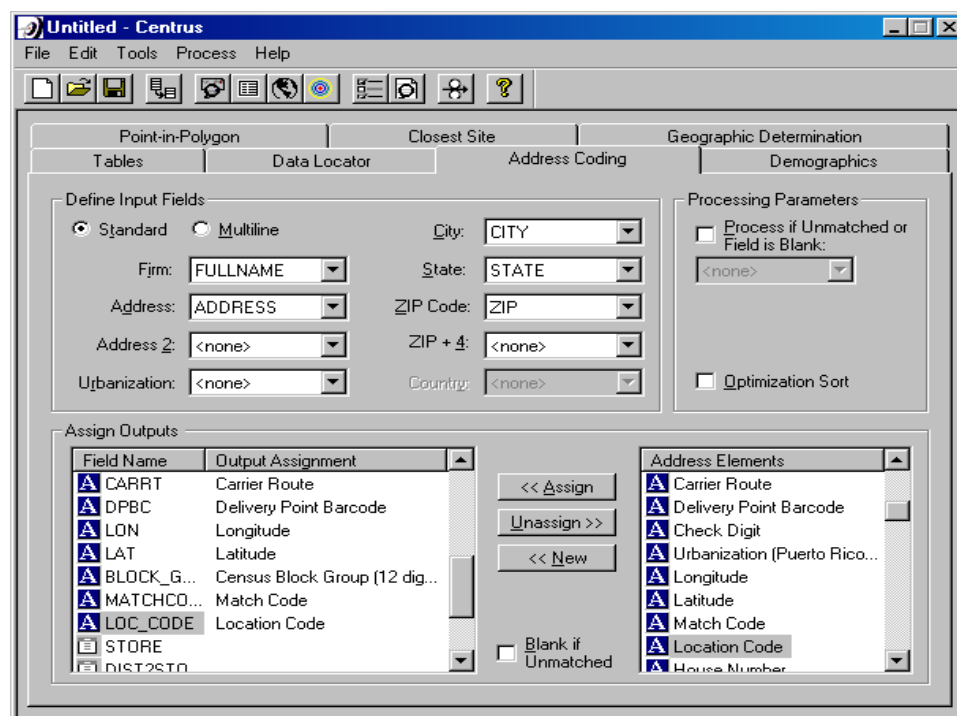 Untitled - Centrus
File Edit Tools Process Help
Point-in-Polygon Closest Site Geographic Determination
Tables Data Locator Address Coding Demographics
Define Input Fields
Standard Multiline
Firm: FULLNAME
Address: ADDRESS
Address 2: <none>
Urbanization: <none>
City: CITY
State: STATE
ZIP Code: ZIP
ZIP + 4: <none>
Country: <none>
Processing Parameters
Process if Unmatched or
Field is Blank:
<none>
Optimization Sort
Assign Outputs
Field Name Output Assignment
CARRT Carrier Route
DPBC Delivery Point Barcode
LON Longitude
LAT Latitude
BLOCK_G... Census Block Group (12 dig...
MATCHCO... Match Code
LOC_CODE Location Code
STORE
DIST2STO
<< Assign
Unassign >>
<< New
Blank if
Unmatched
Address Elements
Carrier Route
Delivery Point Barcode
Check Digit
Urbanization (Puerto Rico...
Longitude
Latitude
Match Code
Location Code
House Number